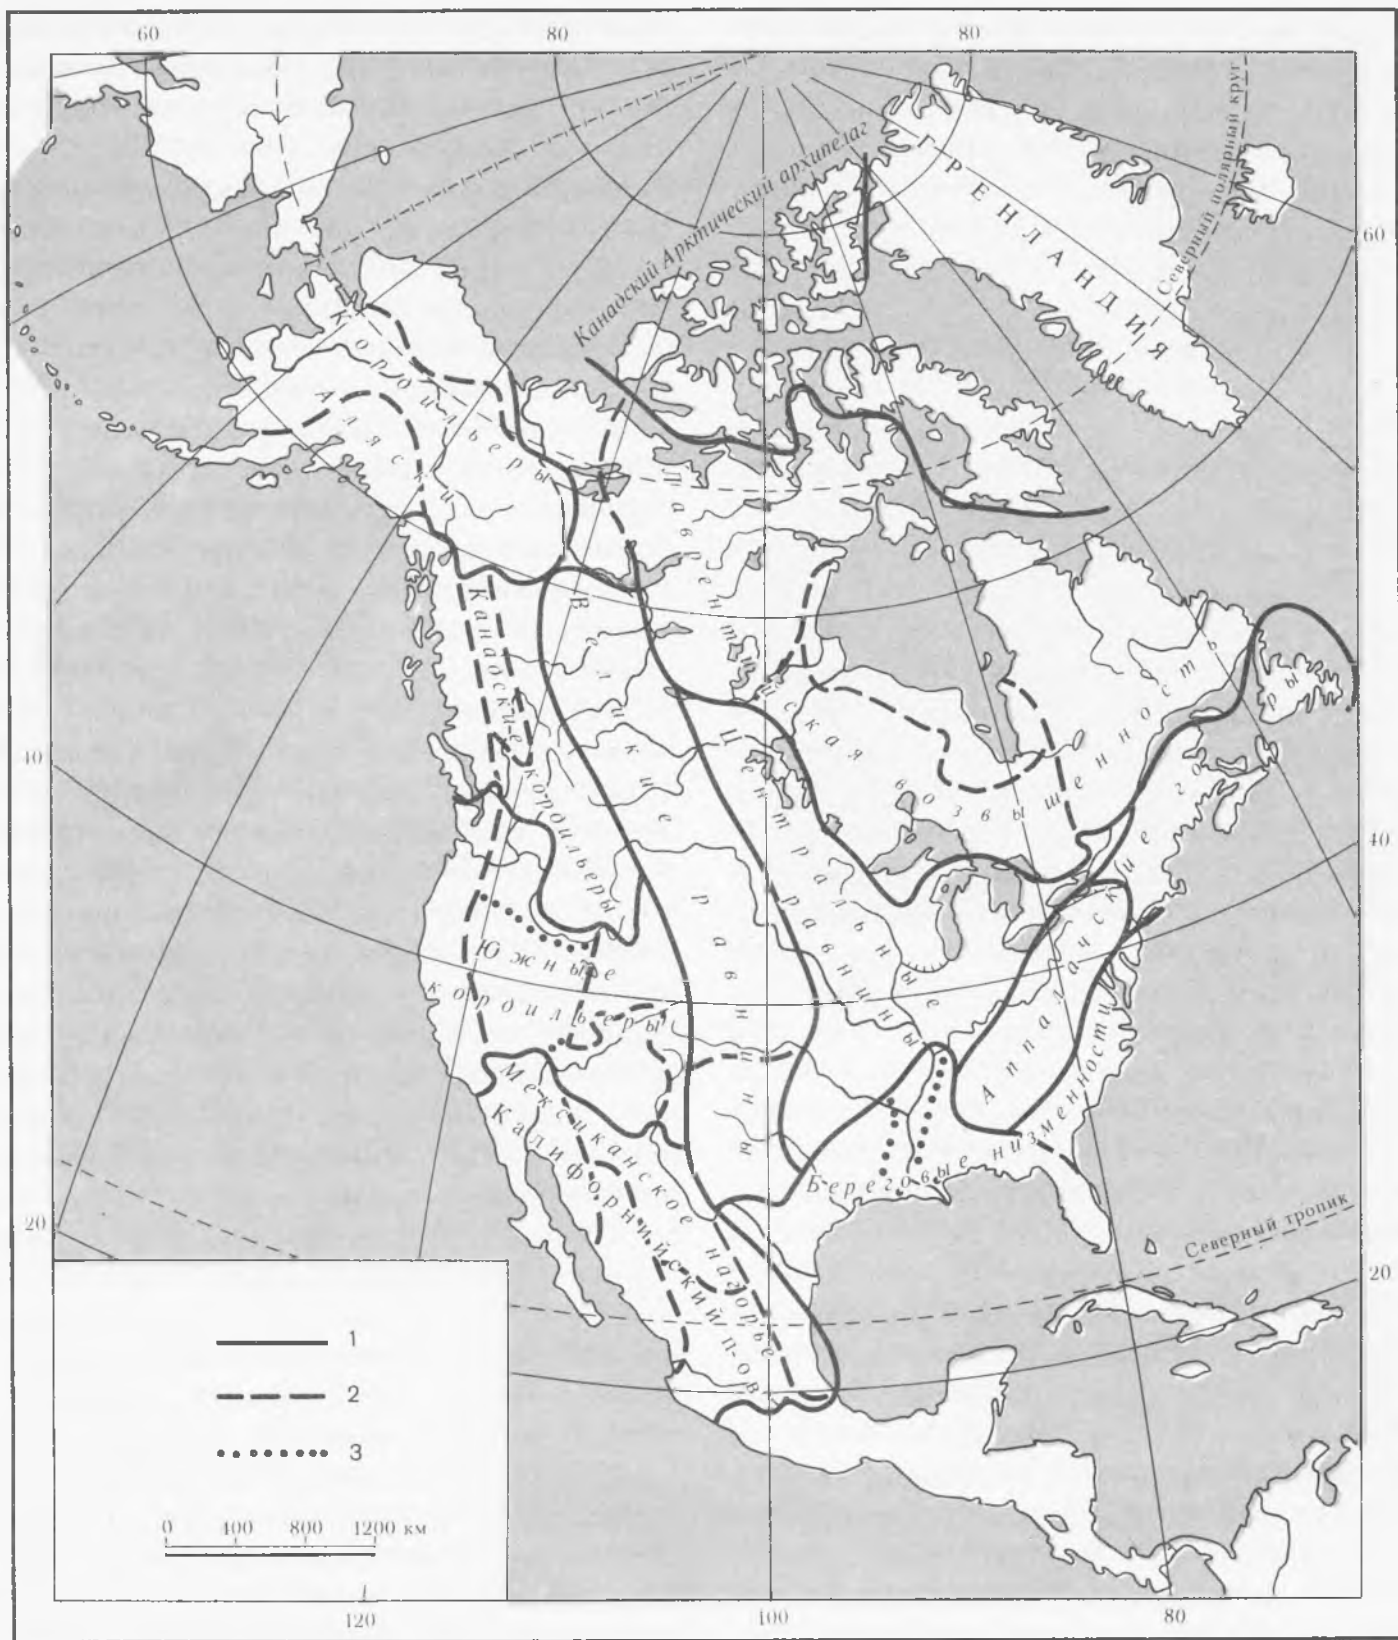 60
80
80
Северный полярный круг
Канадский Арктический архипелаг
ГРЕНЛАНДИЯ
60
Кордильеры
Аляски
Лаврентийская
возвышенность
Канадские
кордильеры
Великие
равнины
Центральные
равнины
40
40
Южные
кордильеры
Аппалачские
горы
Мексиканское нагорье
Калифорнийский п-ов
Береговые низменности
Северный тропик
20
20
1
2
3
0 400 800 1200 км
120
100
80